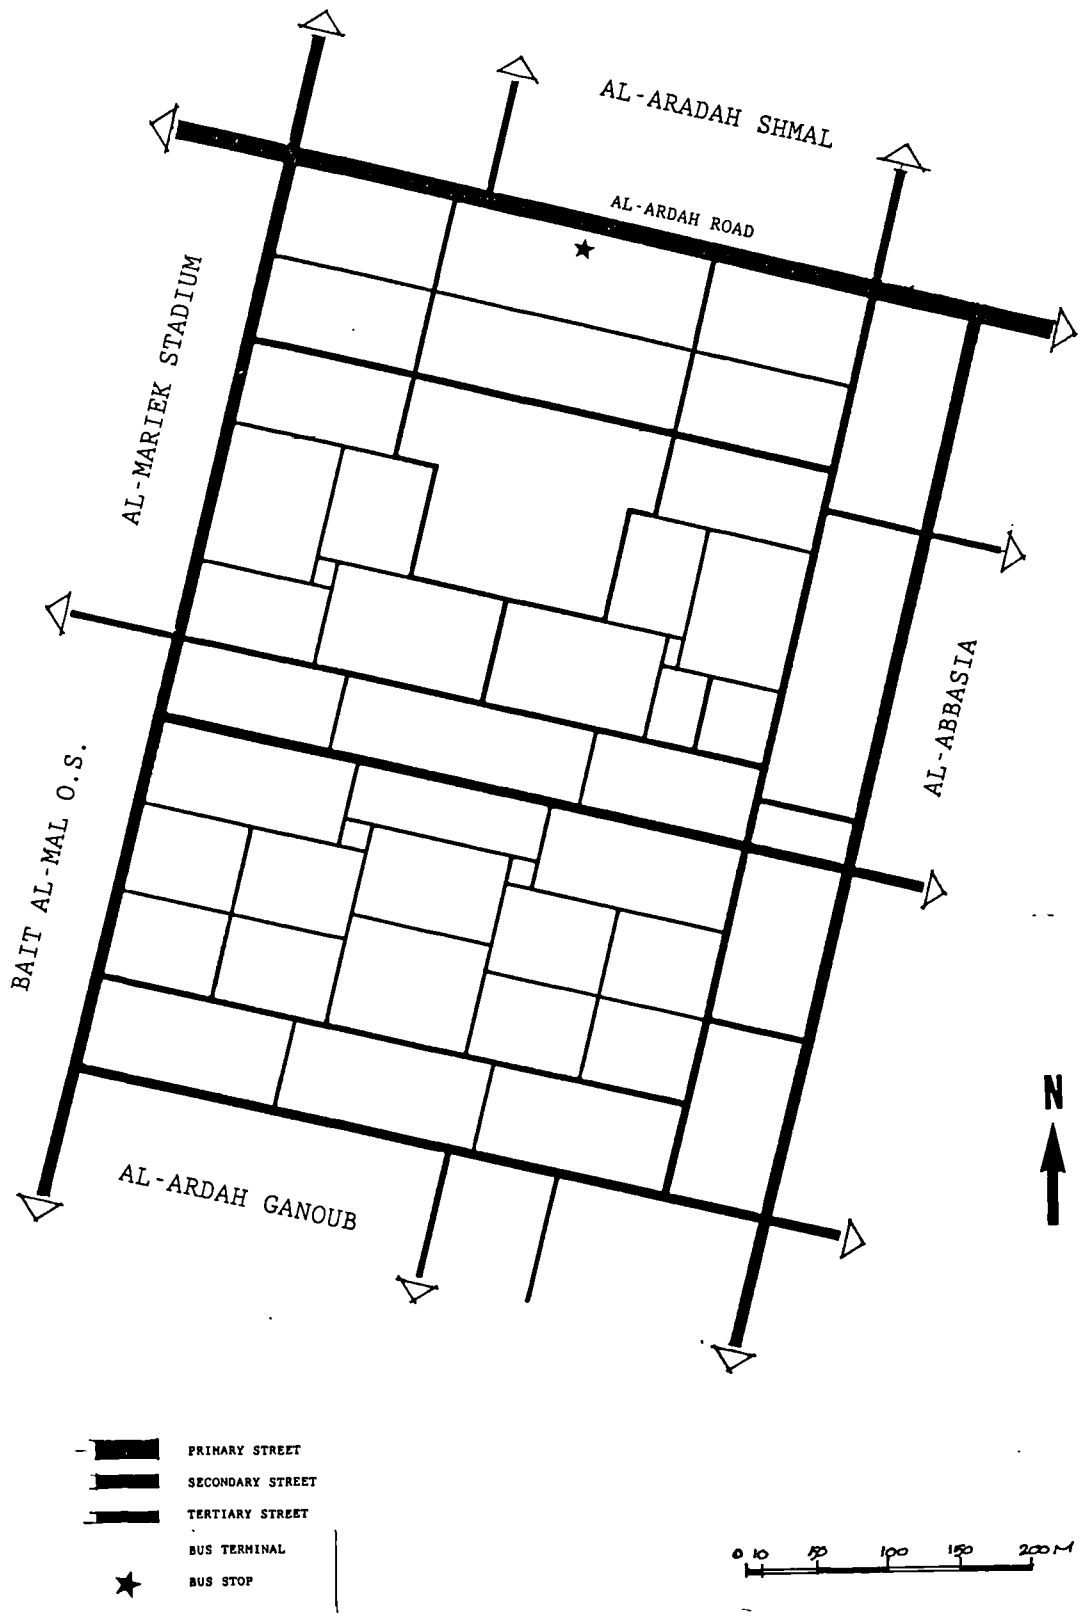 AL-ARADAH SHMAL
AL-ARDAH ROAD
AL-MARIEK STADIUM
AL-ABBASIA
BAIT AL-MAL O.S.
N
AL-ARDAH GANOUB
PRIMARY STREET
SECONDARY STREET
TERTIARY STREET
BUS TERMINAL
BUS STOP
0 10 50 100 150 200 M